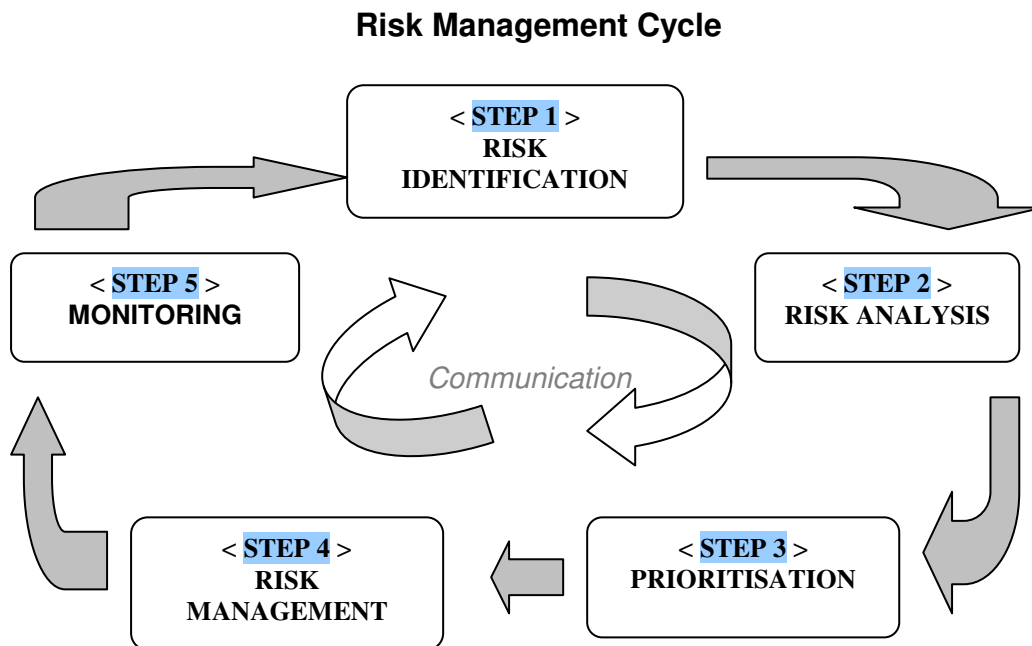 Risk Management Cycle
< STEP 1 >
RISK
IDENTIFICATION
< STEP 5 >
MONITORING
< STEP 2 >
RISK ANALYSIS
Communication
< STEP 4 >
RISK
MANAGEMENT
< STEP 3 >
PRIORITISATION